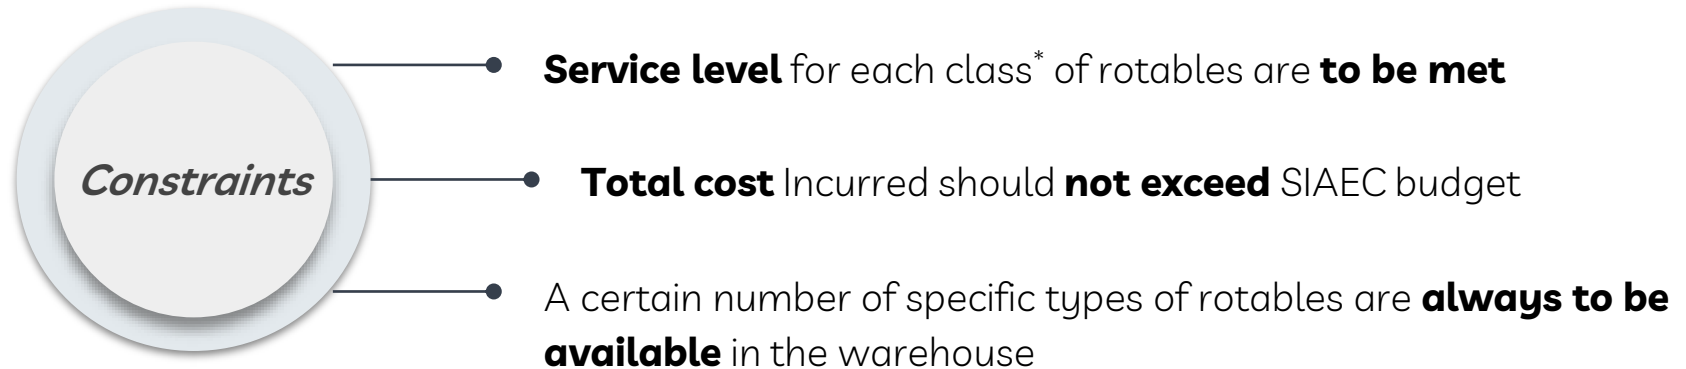 Constraints
Service level for each class* of rotables are to be met
Total cost Incurred should not exceed SIAEC budget
A certain number of specific types of rotables are always to be
available in the warehouse